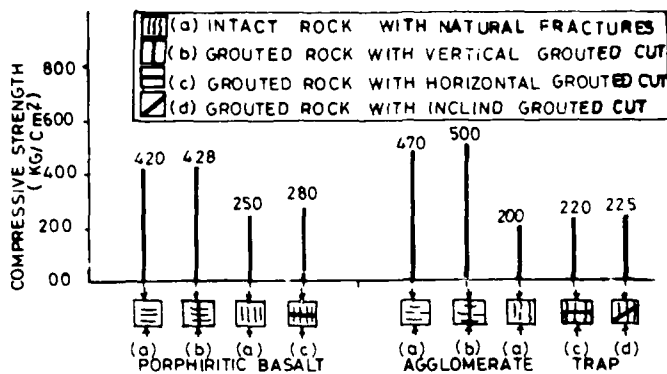 (a) INTACT ROCK WITH NATURAL FRACTURES
(b) GROUTED ROCK WITH VERTICAL GROUTED CUT
(c) GROUTED ROCK WITH HORIZONTAL GROUTED CUT
(d) GROUTED ROCK WITH INCLIND GROUTED CUT
COMPRESSIVE STRENGTH
(KG/Cm2)
800
600
400
200
00
420 428 250 280 470 500 200 220 225
(a) (b) (a) (c) (a) (b) (a) (c) (d)
PORPHIRITIC BASALT AGGLOMERATE TRAP